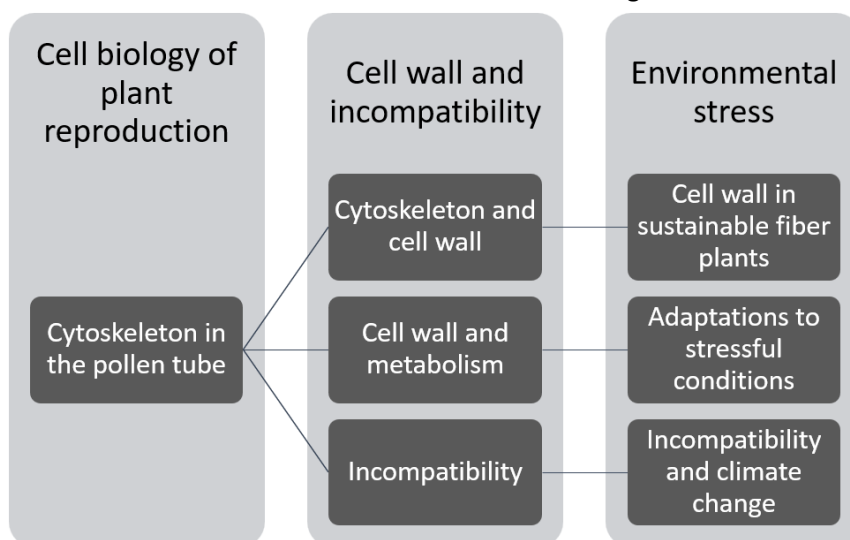 Cell biology of
plant
reproduction
Cytoskeleton in
the pollen tube
Cell wall and
incompatibility
Cytoskeleton and
cell wall
Cell wall and
metabolism
Incompatibility
Environmental
stress
Cell wall in
sustainable fiber
plants
Adaptations to
stressful
conditions
Incompatibility
and climate
change